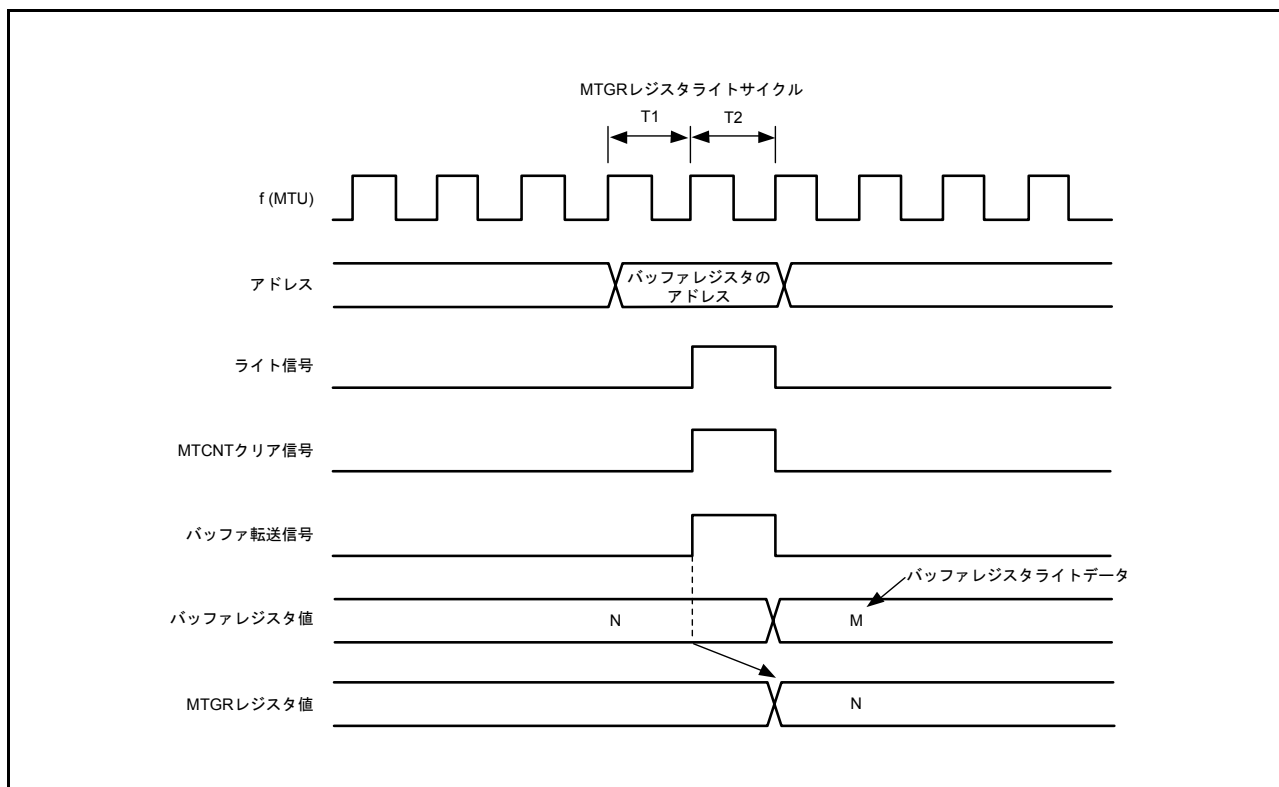 MTGRレジスタライトサイクル
T1
T2
f (MTU)
アドレス
バッファレジスタの
アドレス
ライト信号
MTCNTクリア信号
バッファ転送信号
バッファレジスタライトデータ
バッファレジスタ値
N
M
MTGRレジスタ値
N